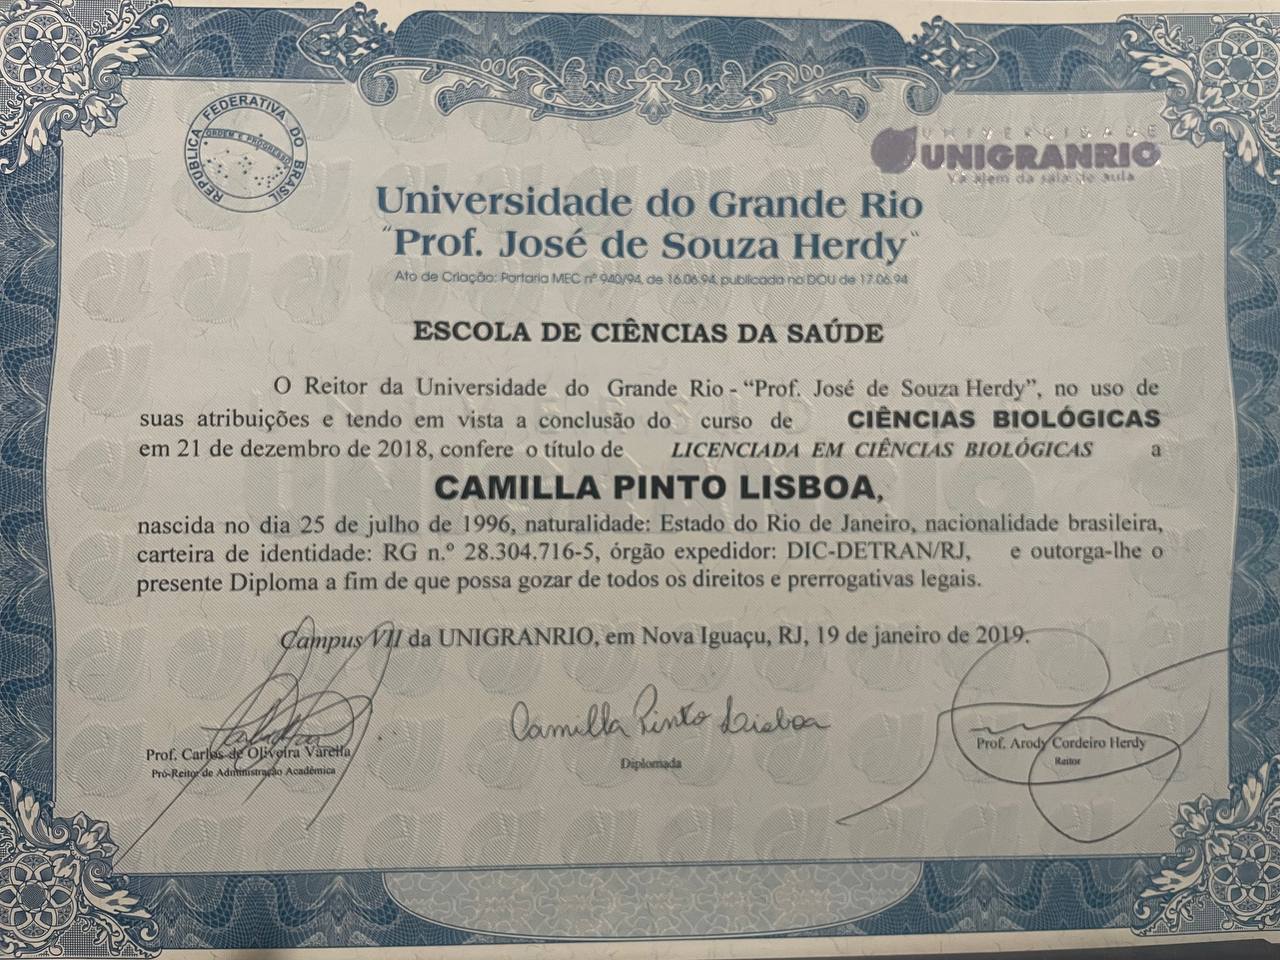 REPÚBLICA FEDERATIVA DO BRASIL
ORDEM E PROGRESSO
UNIVERSIDADE
UNIGRANRIO
Va alem da sala de aula
Universidade do Grande Rio
"Prof. José de Souza Herdy"
Ato de Criação: Portaria MEC nº 940/94, de 16.06.94, publicada no DOU de 17.06.94
ESCOLA DE CIÊNCIAS DA SAÚDE
O Reitor da Universidade do Grande Rio - “Prof. José de Souza Herdy”, no uso de
suas atribuições e tendo em vista a conclusão do curso de CIÊNCIAS BIOLÓGICAS
em 21 de dezembro de 2018, confere o título de LICENCIADA EM CIÊNCIAS BIOLÓGICAS a
CAMILLA PINTO LISBOA,
nascida no dia 25 de julho de 1996, naturalidade: Estado do Rio de Janeiro, nacionalidade brasileira,
carteira de identidade: RG n.º 28.304.716-5, órgão expedidor: DIC-DETRAN/RJ, e outorga-lhe o
presente Diploma a fim de que possa gozar de todos os direitos e prerrogativas legais.
Campus VII da UNIGRANRIO, em Nova Iguaçu, RJ, 19 de janeiro de 2019.
Camilla Pinto Lisboa
Prof. Carlos de Oliveira Varella
Pró-Reitor de Administração Acadêmica
Diplomada
Prof. Arody Cordeiro Herdy
Reitor